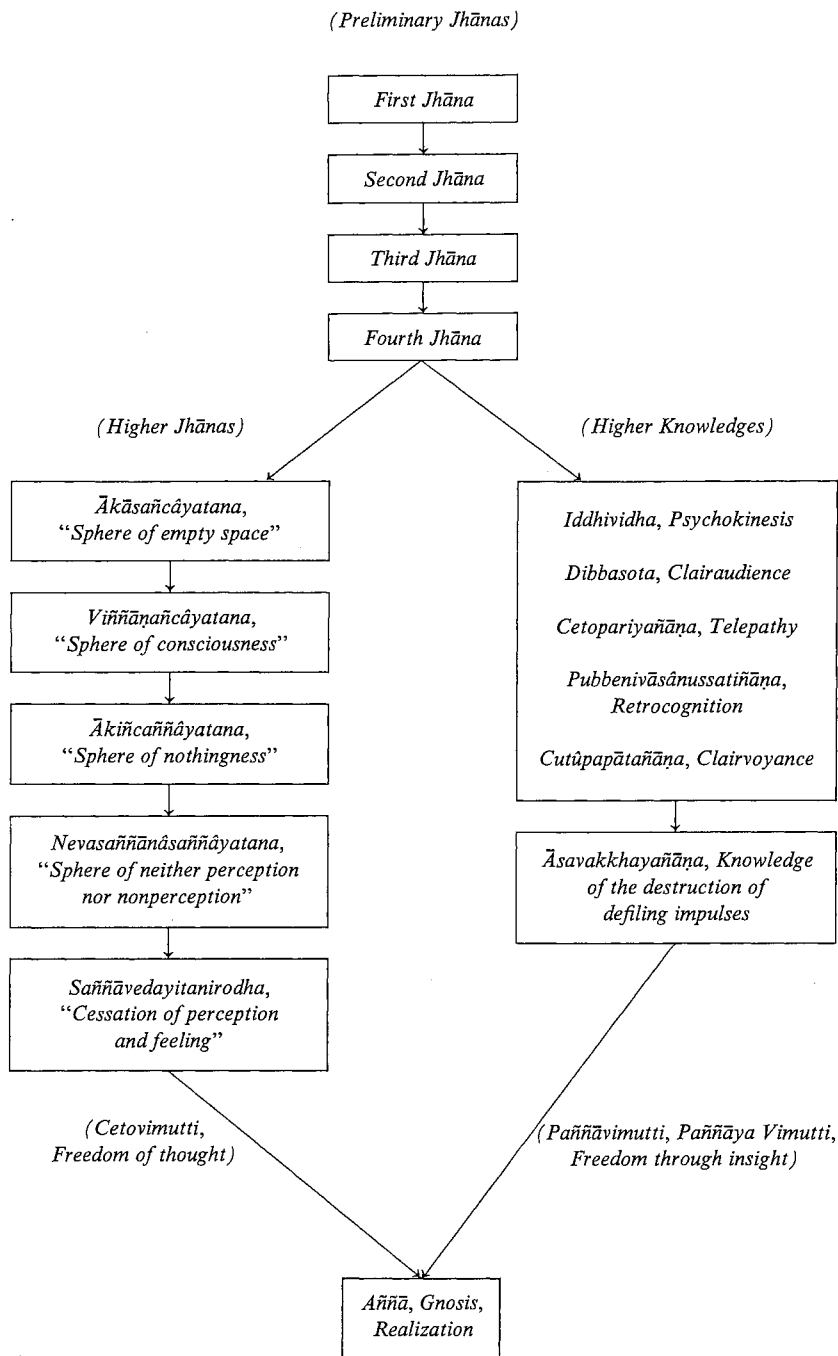 (Preliminary Jhānas)
First Jhāna
Second Jhāna
Third Jhāna
Fourth Jhāna
(Higher Jhānas)
Ākāsañcâyatana,
“Sphere of empty space”
Viññāṇañcâyatana,
“Sphere of consciousness”
Ākiñcaññâyatana,
“Sphere of nothingness”
Nevasaññānâsaññâyatana,
“Sphere of neither perception
nor nonperception”
Saññāvedayitanirodha,
“Cessation of perception
and feeling”
(Cetovimutti,
Freedom of thought)
(Higher Knowledges)
Iddhividha, Psychokinesis
Dibbasota, Clairaudience
Cetopariyañāṇa, Telepathy
Pubbenivāsânussatiñāṇa,
Retrocognition
Cutûpapātañāṇa, Clairvoyance
Āsavakkhayañāṇa, Knowledge
of the destruction of
defiling impulses
(Paññāvimutti, Paññāya Vimutti,
Freedom through insight)
Aññā, Gnosis,
Realization